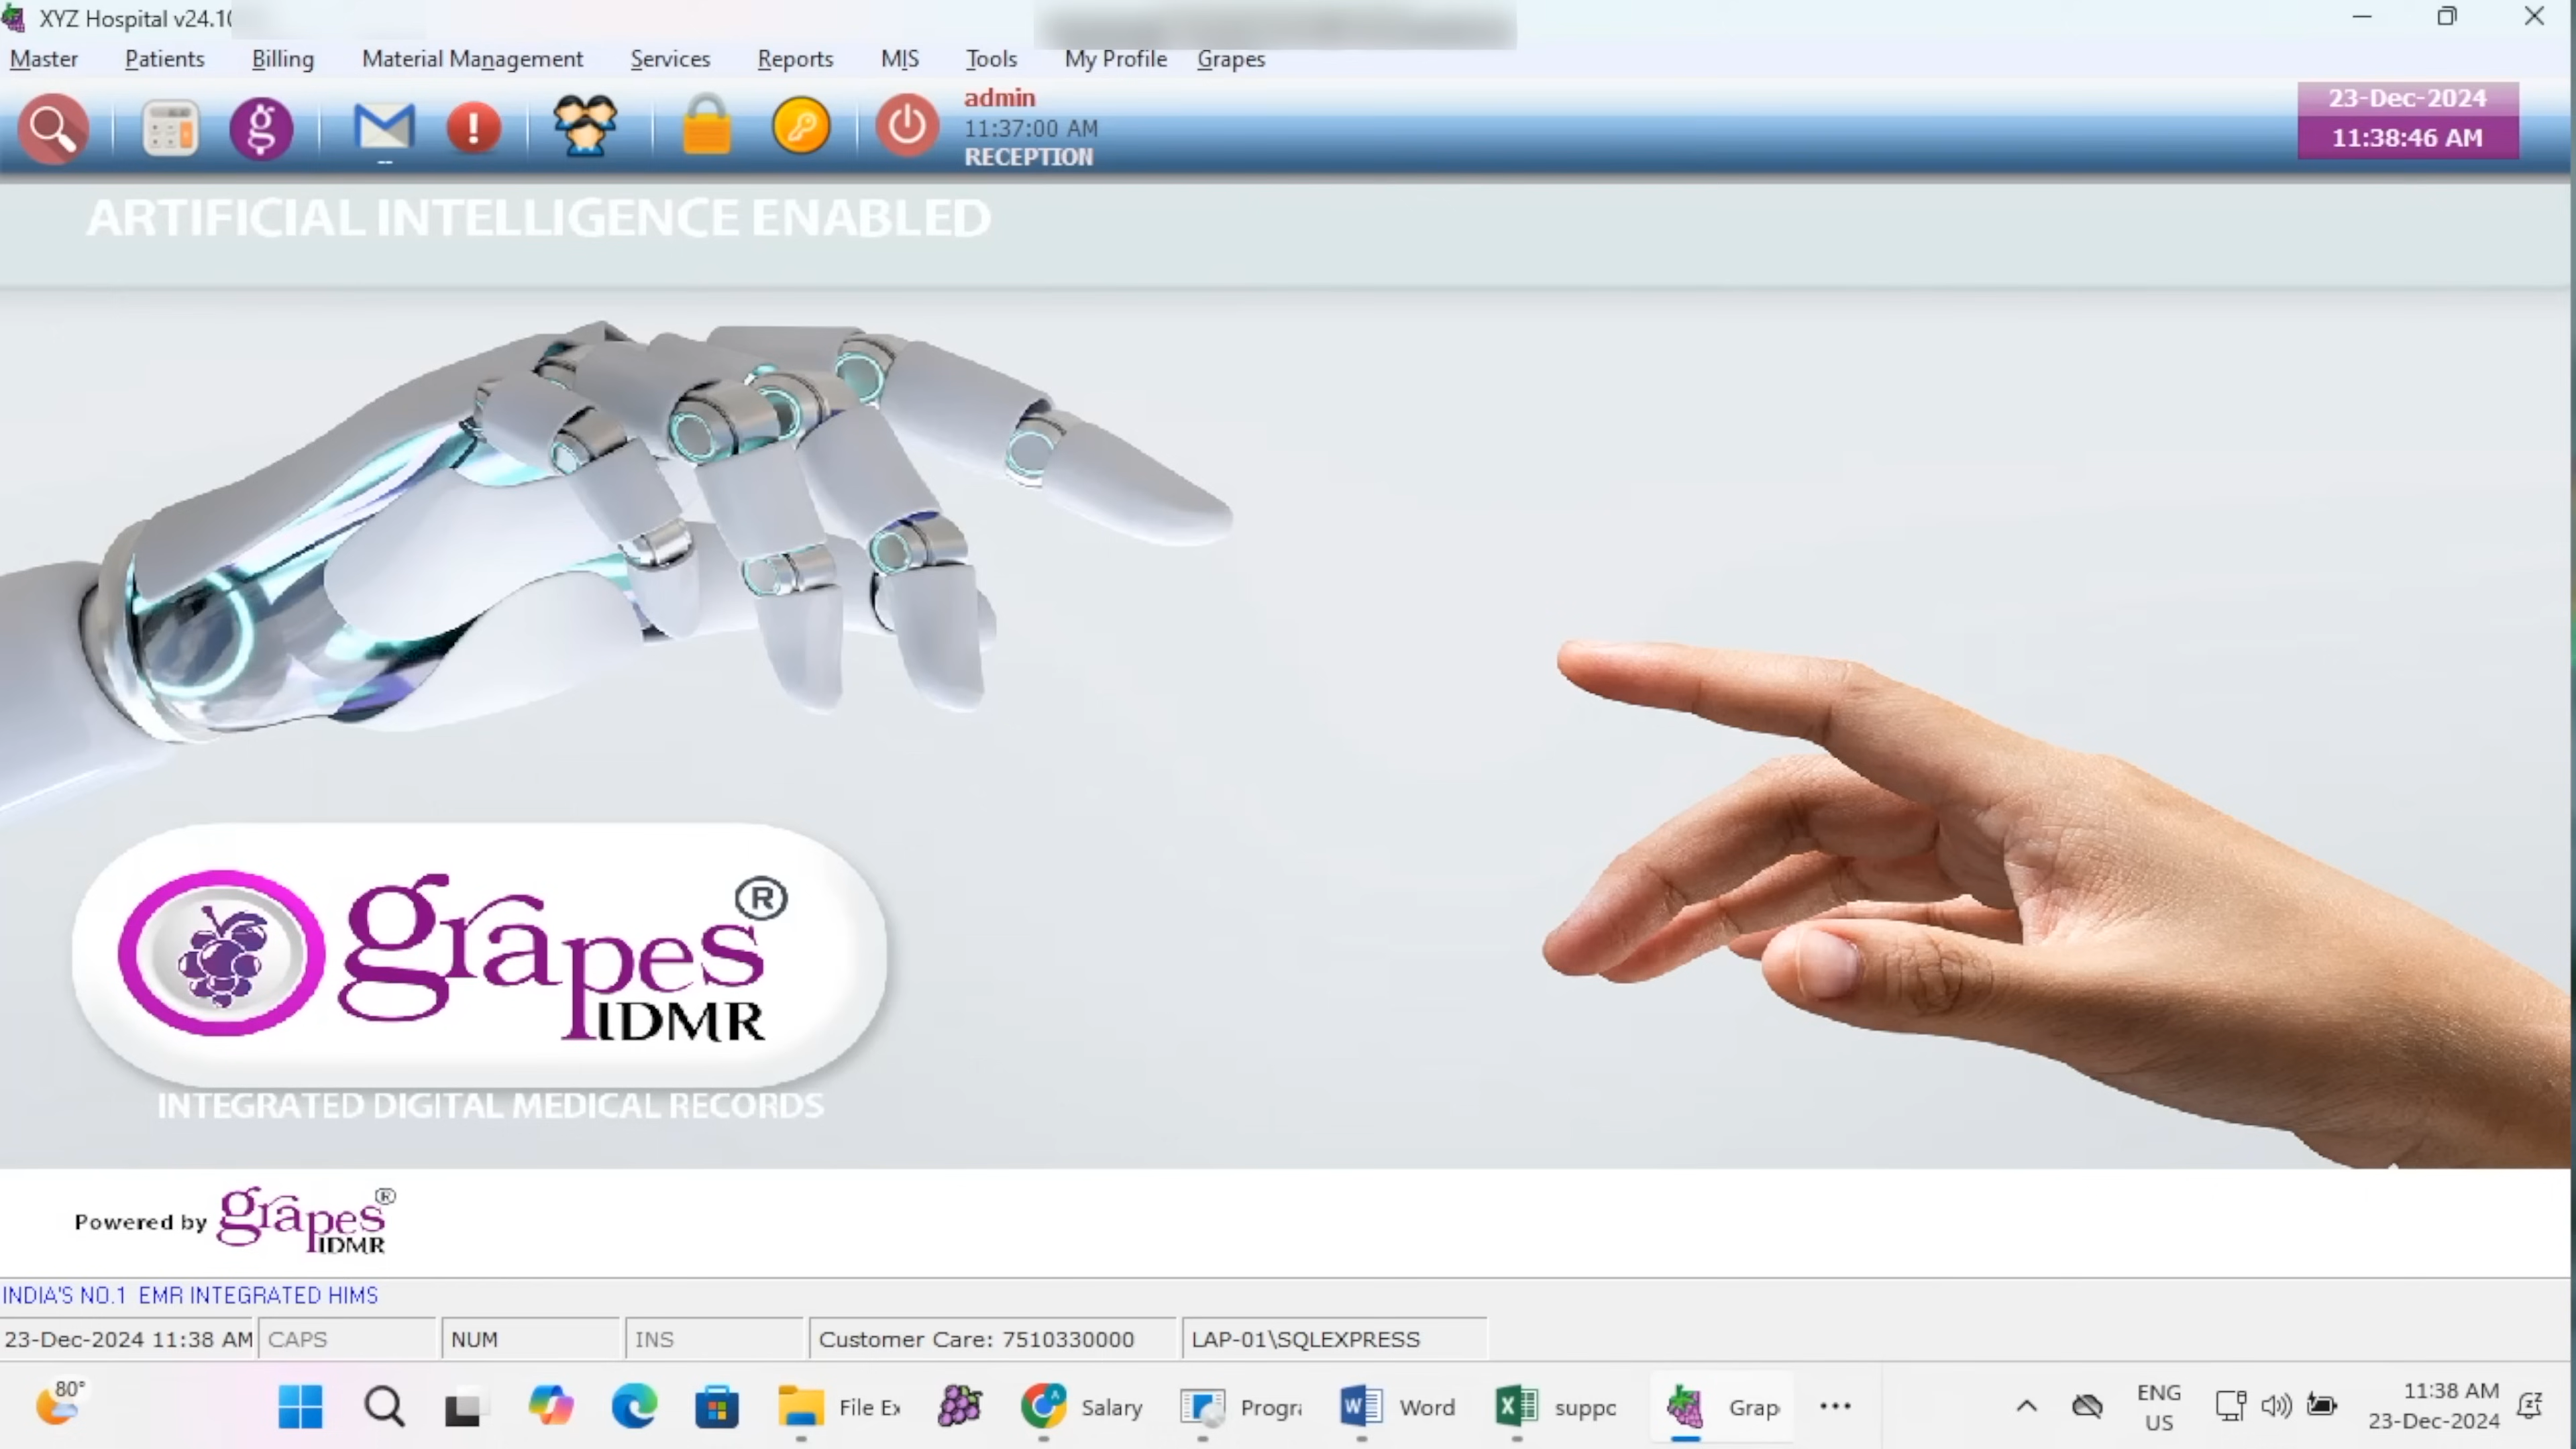 XYZ Hospital v24.10
Master Patients Billing Material Management Services Reports MIS Tools My Profile Grapes
admin
11:37:00 AM
RECEPTION
23-Dec-2024
11:38:46 AM
ARTIFICIAL INTELLIGENCE ENABLED
grapes ®
IDMR
INTEGRATED DIGITAL MEDICAL RECORDS
Powered by grapes ®
IDMR
INDIA'S NO.1 EMR INTEGRATED HIMS
23-Dec-2024 11:38 AM CAPS NUM INS Customer Care: 7510330000 LAP-01\SQLEXPRESS
80°
File Ex Salary Progra Word suppo Grap
ENG
US
11:38 AM
23-Dec-2024